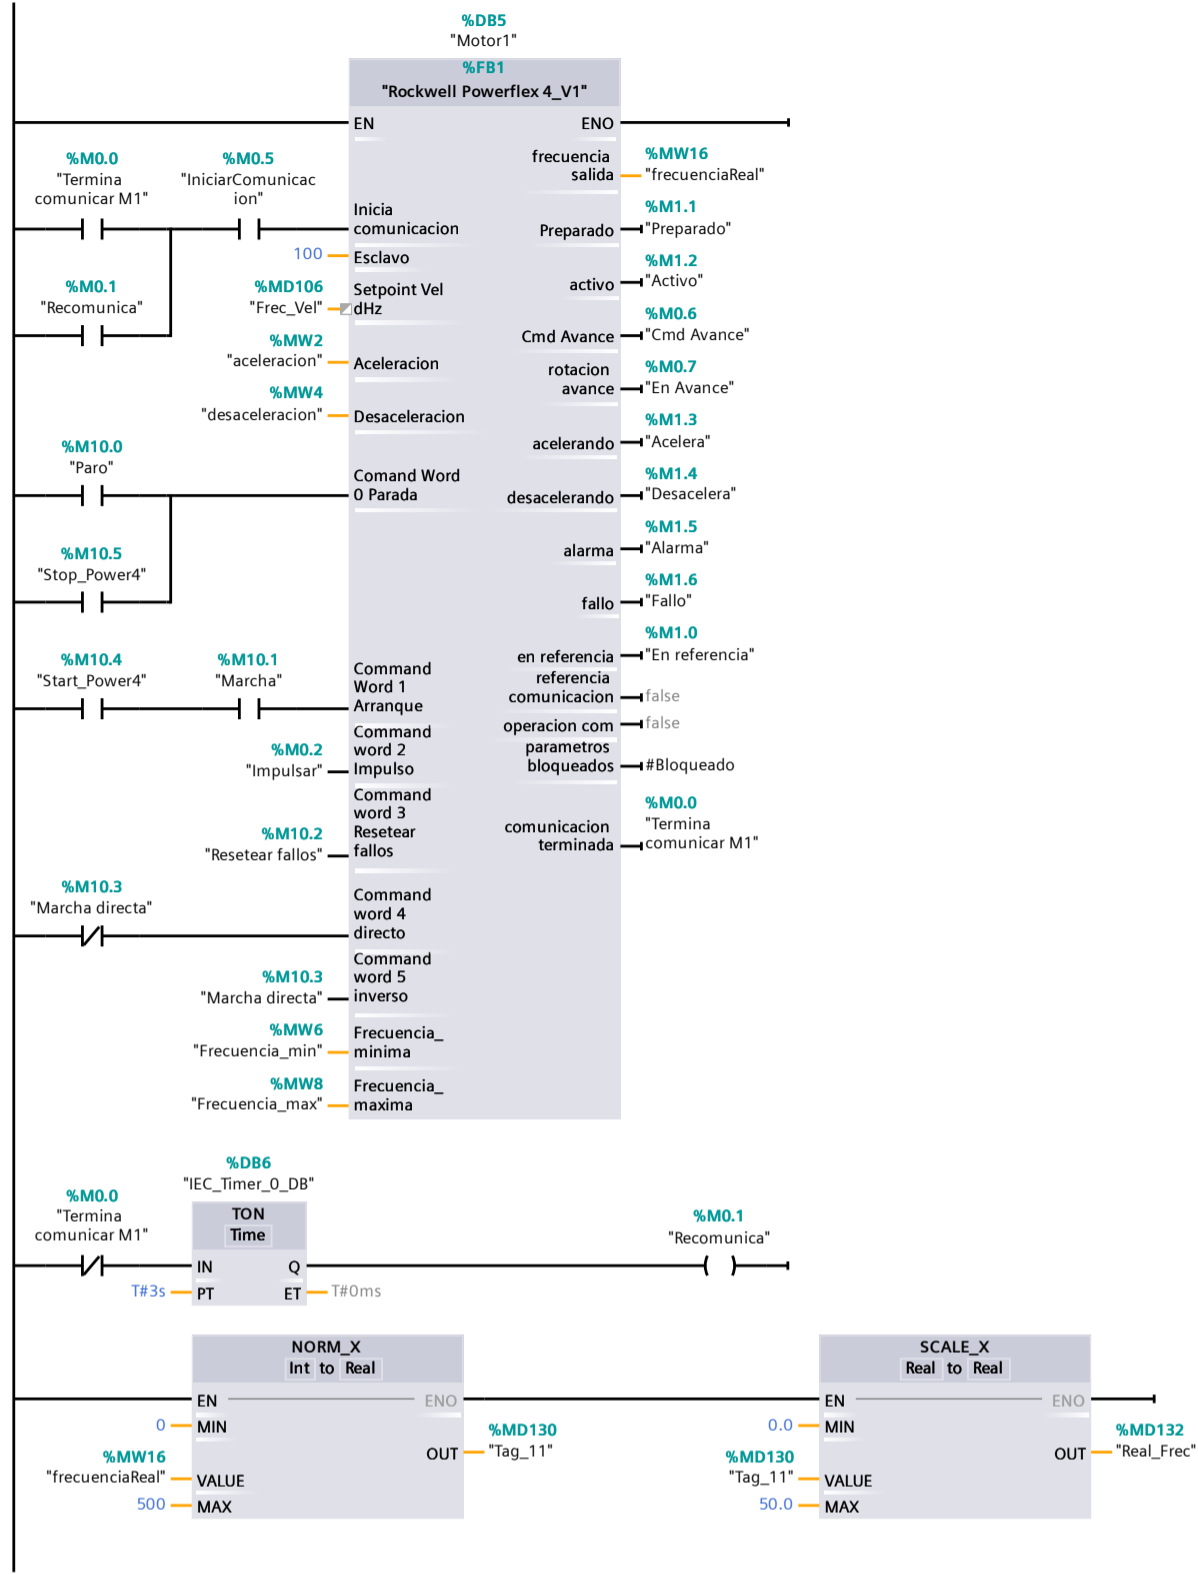 %DB5
"Motor1"
%FB1
"Rockwell Powerflex 4_V1"
EN
ENO
%M0.0
"Termina
comunicar M1"
%M0.5
"IniciarComunicac
ion"
Inicia
comunicacion
%M0.1
"Recomunica"
100
Esclavo
%MD106
"Frec_Vel"
Setpoint Vel
dHz
%MW2
"aceleracion"
Aceleracion
%MW4
"desaceleracion"
Desaceleracion
%M10.0
"Paro"
Comand Word
0 Parada
%M10.5
"Stop_Power4"
%M10.4
"Start_Power4"
%M10.1
"Marcha"
Command
Word 1
Arranque
%M0.2
"Impulsar"
Command
word 2
Impulso
%M10.2
"Resetear fallos"
Command
word 3
Resetear
fallos
%M10.3
"Marcha directa"
Command
word 4
directo
%M10.3
"Marcha directa"
Command
word 5
inverso
%MW6
"Frecuencia_min"
Frecuencia_
minima
%MW8
"Frecuencia_max"
Frecuencia_
maxima
frecuencia
salida
%MW16
"frecuenciaReal"
Preparado
%M1.1
"Preparado"
activo
%M1.2
"Activo"
Cmd Avance
%M0.6
"Cmd Avance"
rotacion
avance
%M0.7
"En Avance"
acelerando
%M1.3
"Acelera"
desacelerando
%M1.4
"Desacelera"
alarma
%M1.5
"Alarma"
fallo
%M1.6
"Fallo"
en referencia
%M1.0
"En referencia"
referencia
comunicacion
false
operacion com
false
parametros
bloqueados
#Bloqueado
comunicacion
terminada
%M0.0
"Termina
comunicar M1"
%DB6
"IEC_Timer_0_DB"
%M0.0
"Termina
comunicar M1"
TON
Time
IN
Q
T#3s
PT
ET
T#0ms
%M0.1
"Recomunica"
NORM_X
Int to Real
EN
ENO
0
MIN
%MW16
"frecuenciaReal"
VALUE
500
MAX
OUT
%MD130
"Tag_11"
SCALE_X
Real to Real
EN
ENO
0.0
MIN
%MD130
"Tag_11"
VALUE
50.0
MAX
OUT
%MD132
"Real_Frec"